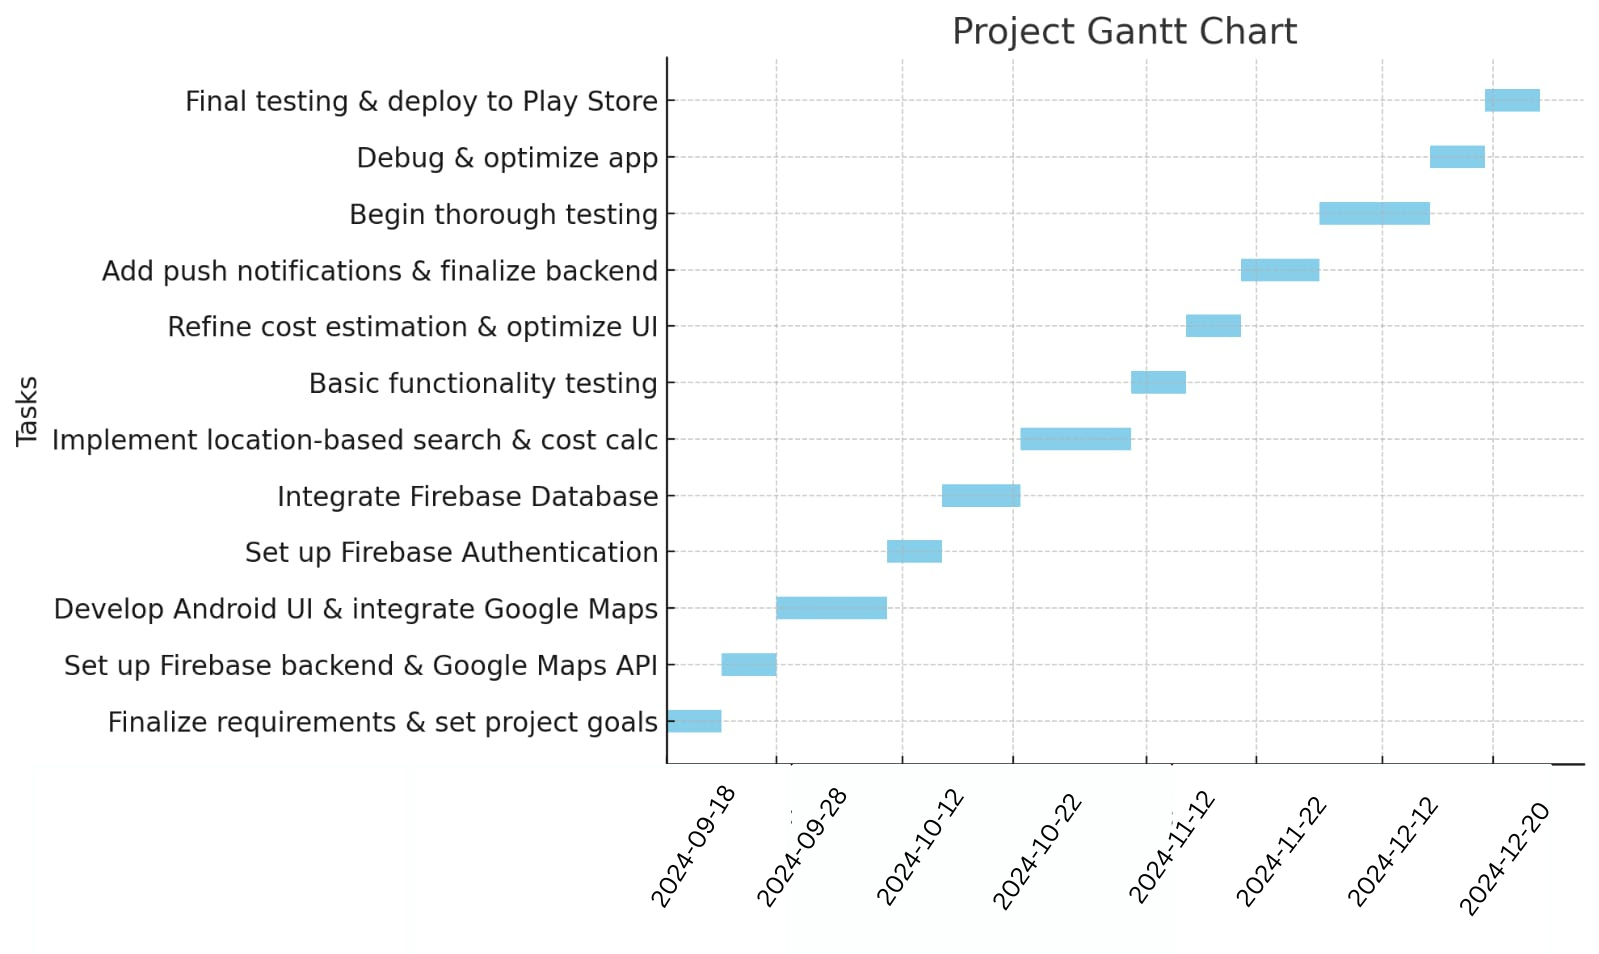 Project Gantt Chart
Final testing & deploy to Play Store
Debug & optimize app
Begin thorough testing
Add push notifications & finalize backend
Refine cost estimation & optimize UI
Basic functionality testing
Tasks
Implement location-based search & cost calc
Integrate Firebase Database
Set up Firebase Authentication
Develop Android UI & integrate Google Maps
Set up Firebase backend & Google Maps API
Finalize requirements & set project goals
2024-09-18
2024-09-28
2024-10-12
2024-10-22
2024-11-12
2024-11-22
2024-12-12
2024-12-20